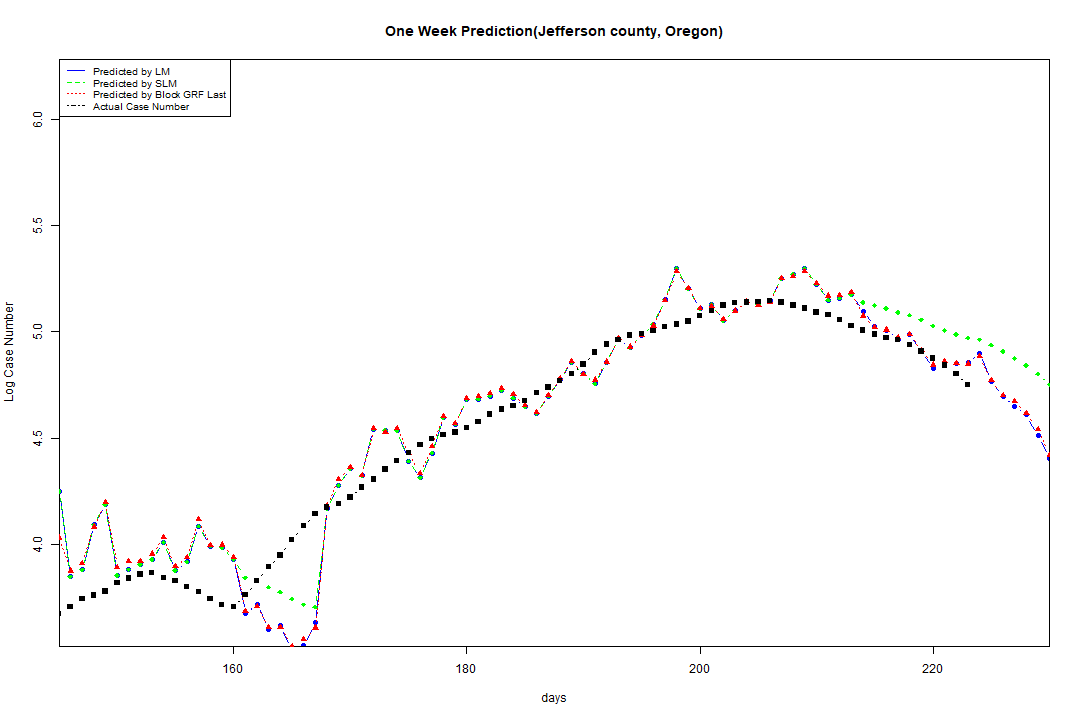 One Week Prediction(Jefferson county, Oregon)
Predicted by LM
Predicted by SLM
Predicted by Block GRF Last
Actual Case Number
6.0
5.5
5.0
4.5
4.0
Log Case Number
160 180 200 220
days